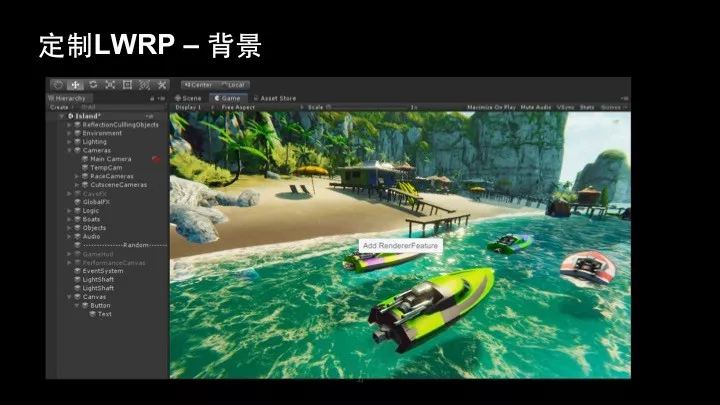 定制LWRP – 背景
Center Local
Hierarchy
Scene Game Asset Store
Create
Display 1 Free Aspect Scale 1x Maximize On Play Mute Audio VSync Stats Gizmos
Island*
ReflectionCullingObjects
Environment
Lighting
Cameras
Main Camera
TempCam
RaceCameras
CutsceneCameras
GlobalFX
Logic
Boats
Objects
Audio
----------------Random------
GameHud
PerformanceCanvas
EventSystem
LightShaft
LightShaft
Canvas
Button
Text
Add RendererFeature